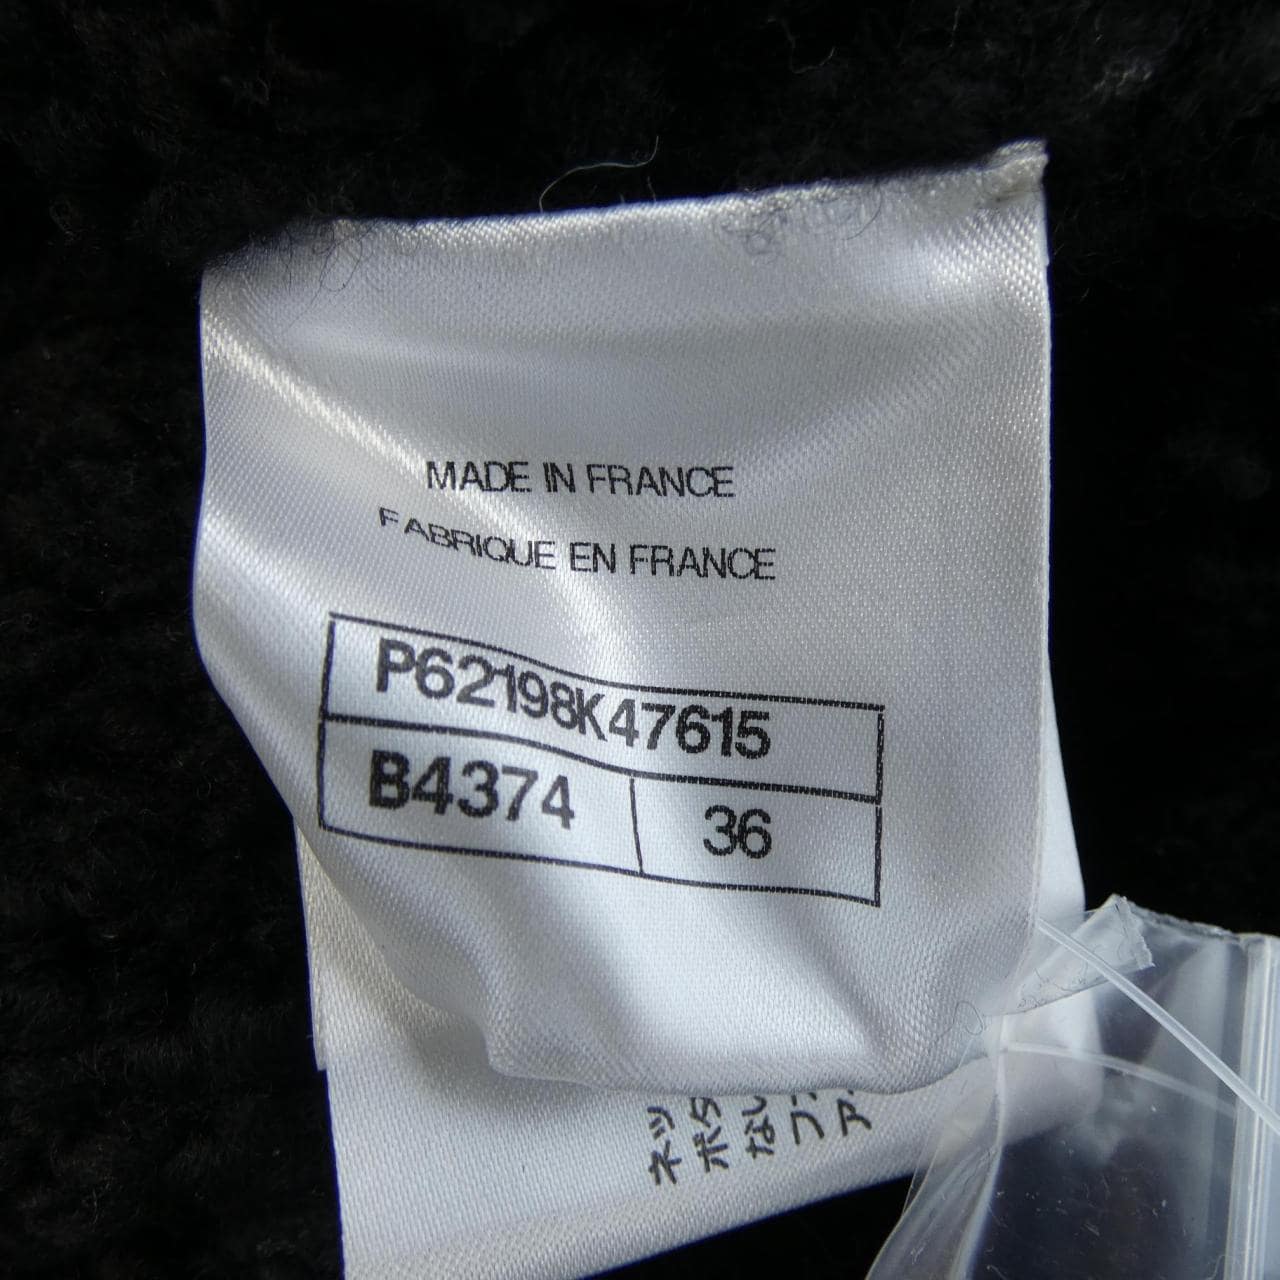 MADE IN FRANCE
FABRIQUE EN FRANCE
P62198K47615
B4374 36